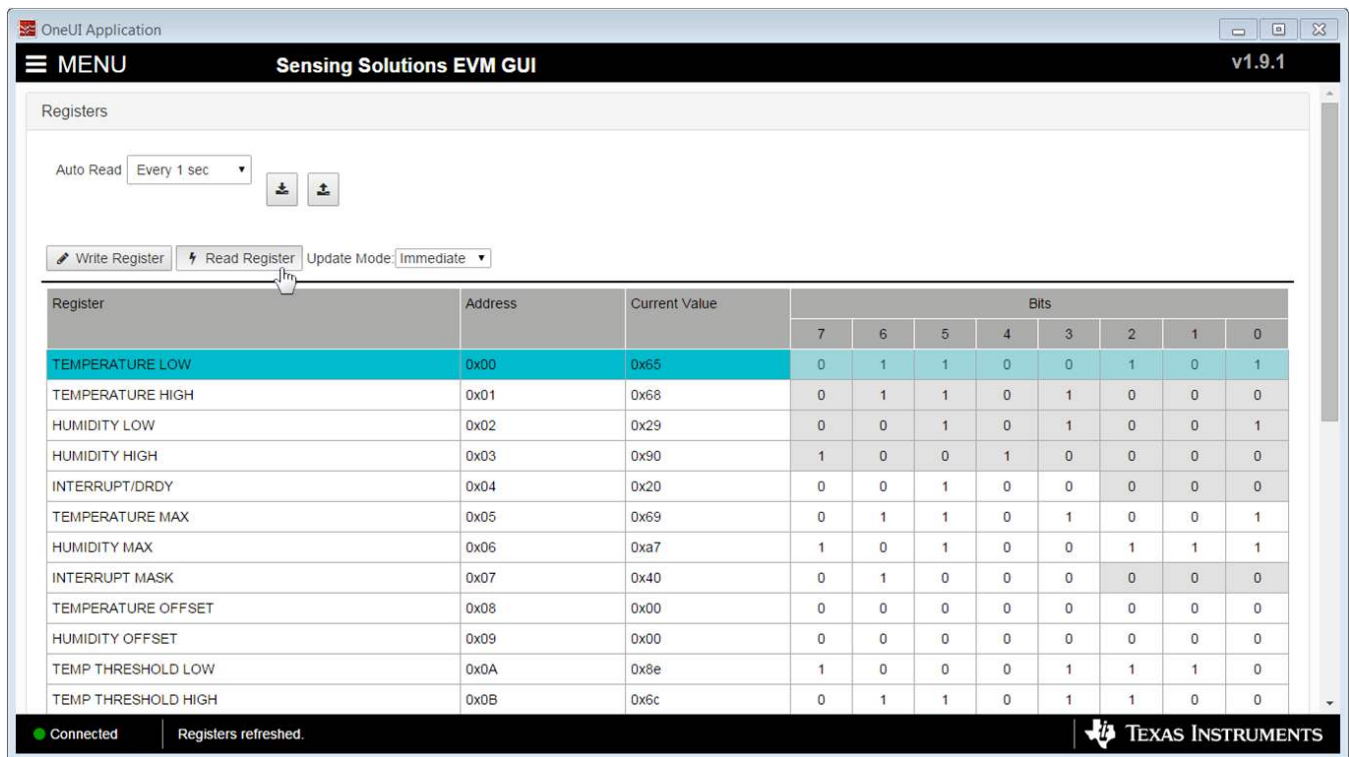 OneUI Application
MENU Sensing Solutions EVM GUI v1.9.1
Registers
Auto Read Every 1 sec
Write Register Read Register Update Mode: Immediate
Register Address Current Value Bits
7 6 5 4 3 2 1 0
TEMPERATURE LOW 0x00 0x65 0 1 1 0 0 1 0 1
TEMPERATURE HIGH 0x01 0x68 0 1 1 0 1 0 0 0
HUMIDITY LOW 0x02 0x29 0 0 1 0 1 0 0 1
HUMIDITY HIGH 0x03 0x90 1 0 0 1 0 0 0 0
INTERRUPT/DRDY 0x04 0x20 0 0 1 0 0 0 0 0
TEMPERATURE MAX 0x05 0x69 0 1 1 0 1 0 0 1
HUMIDITY MAX 0x06 0xa7 1 0 1 0 0 1 1 1
INTERRUPT MASK 0x07 0x40 0 1 0 0 0 0 0 0
TEMPERATURE OFFSET 0x08 0x00 0 0 0 0 0 0 0 0
HUMIDITY OFFSET 0x09 0x00 0 0 0 0 0 0 0 0
TEMP THRESHOLD LOW 0x0A 0x8e 1 0 0 0 1 1 1 0
TEMP THRESHOLD HIGH 0x0B 0x6c 0 1 1 0 1 1 0 0
Connected Registers refreshed. TEXAS INSTRUMENTS